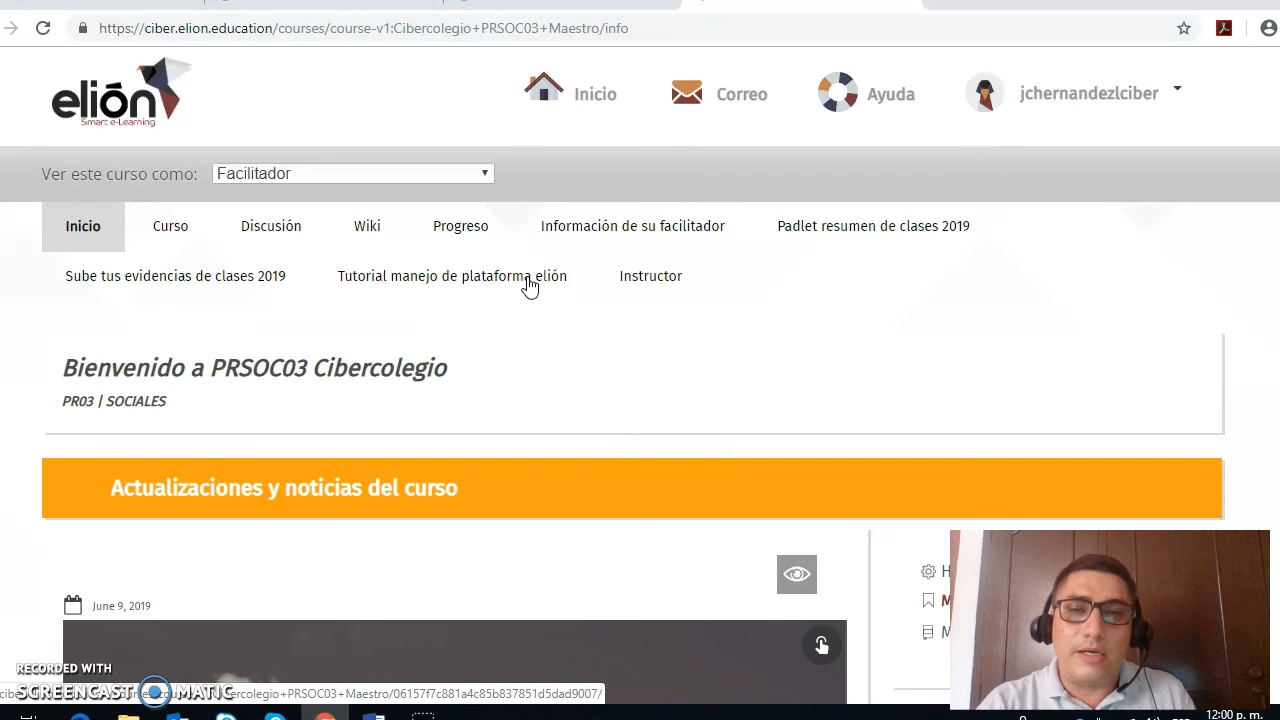 https://ciber.elion.education/courses/course-v1:Cibercolegio+PRSOC03+Maestro/info
elión
Smart e-Learning
Inicio
Correo
Ayuda
jchernandezlciber
Ver este curso como:
Facilitador
Inicio
Curso
Discusión
Wiki
Progreso
Información de su facilitador
Padlet resumen de clases 2019
Sube tus evidencias de clases 2019
Tutorial manejo de plataforma elión
Instructor
Bienvenido a PRSOC03 Cibercolegio
PR03 | SOCIALES
Actualizaciones y noticias del curso
June 9, 2019
RECORDED WITH
SCREENCAST MATIC
PRSOC03+Maestro/06157f7c881a4c85b837851d5dad9007/
12:00 p. m.